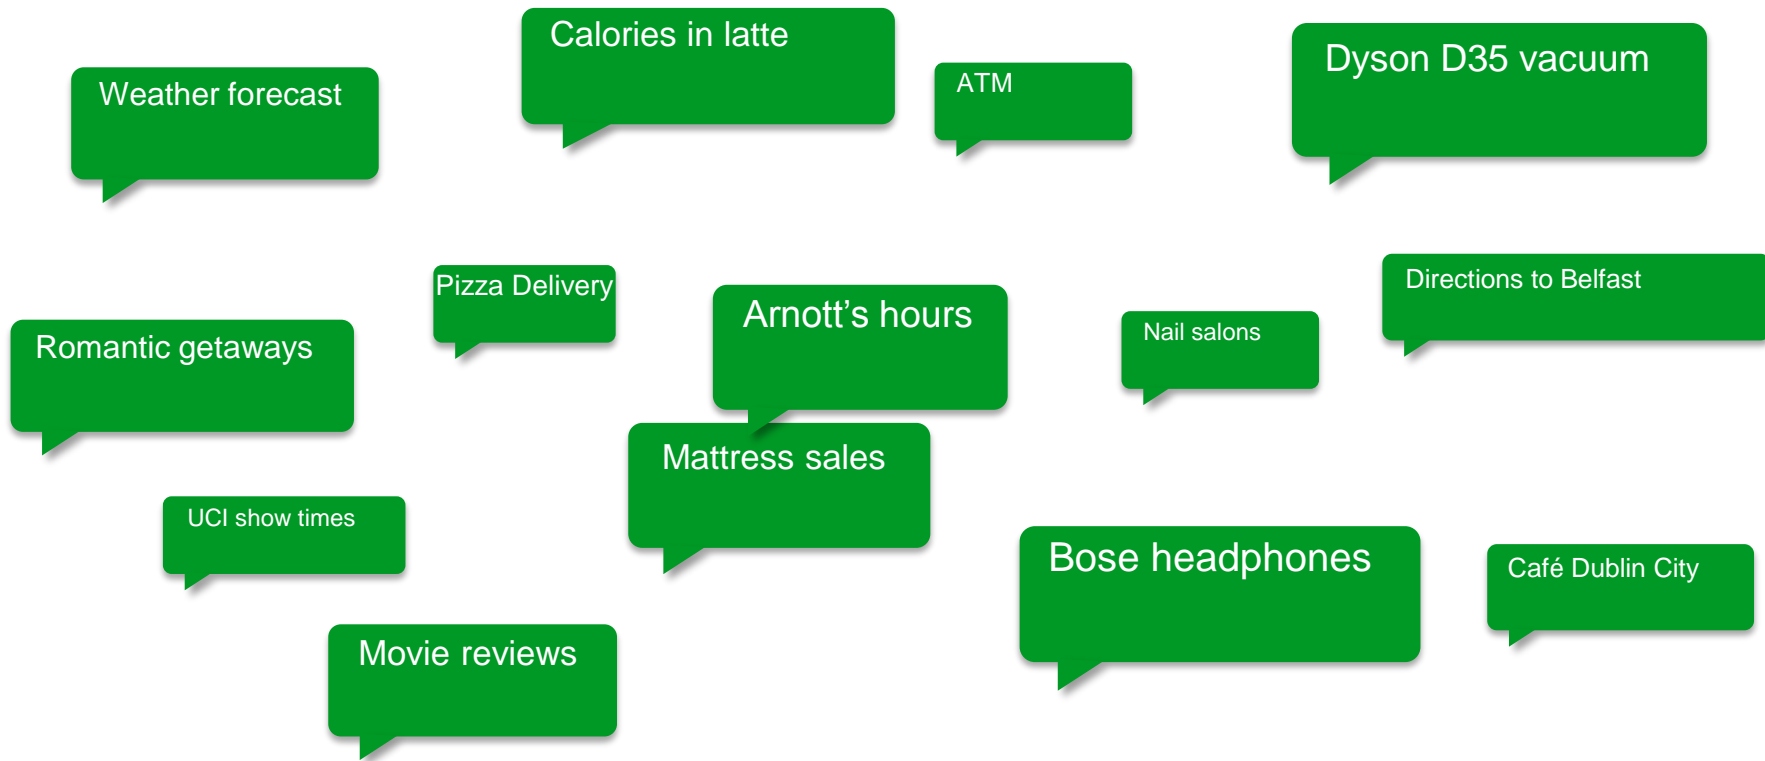 Calories in latte
Dyson D35 vacuum
Weather forecast
ATM
Pizza Delivery
Directions to Belfast
Arnott's hours
Nail salons
Romantic getaways
Mattress sales
UCI show times
Bose headphones
Café Dublin City
Movie reviews